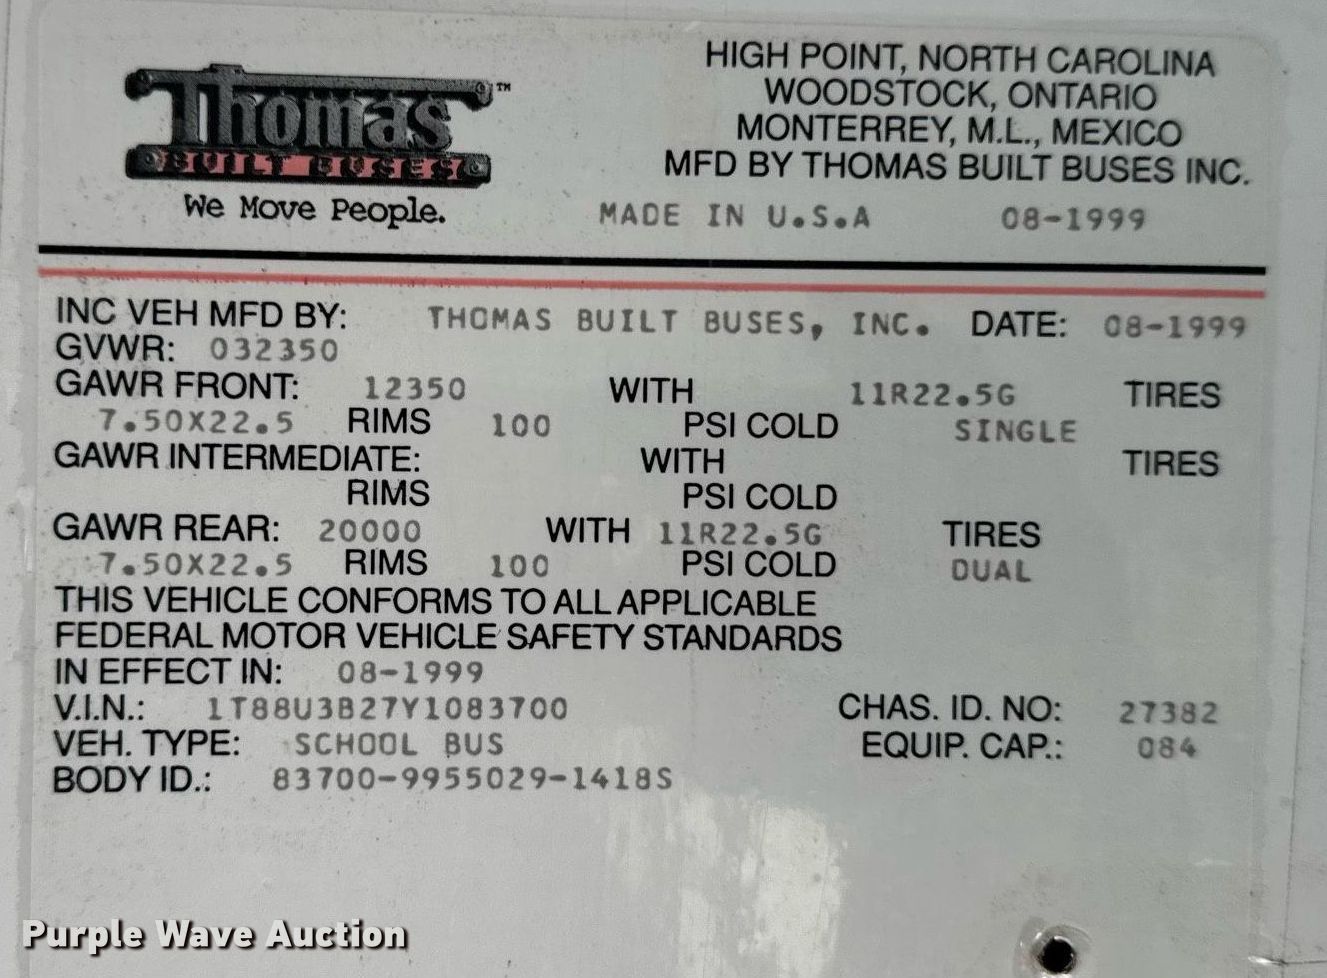 Thomas™
BUILT BUSES
We Move People.
HIGH POINT, NORTH CAROLINA
WOODSTOCK, ONTARIO
MONTERREY, M.L., MEXICO
MFD BY THOMAS BUILT BUSES INC.
MADE IN U.S.A 08-1999
INC VEH MFD BY: THOMAS BUILT BUSES, INC. DATE: 08-1999
GVWR: 032350
GAWR FRONT: 12350 WITH 11R22.5G TIRES
7.50X22.5 RIMS 100 PSI COLD SINGLE
GAWR INTERMEDIATE: WITH TIRES
RIMS PSI COLD
GAWR REAR: 20000 WITH 11R22.5G TIRES
7.50X22.5 RIMS 100 PSI COLD DUAL
THIS VEHICLE CONFORMS TO ALL APPLICABLE
FEDERAL MOTOR VEHICLE SAFETY STANDARDS
IN EFFECT IN: 08-1999
V.I.N.: 1T88U3B27Y1083700 CHAS. ID. NO: 27382
VEH. TYPE: SCHOOL BUS EQUIP. CAP.: 084
BODY ID.: 83700-9955029-1418S
Purple Wave Auction